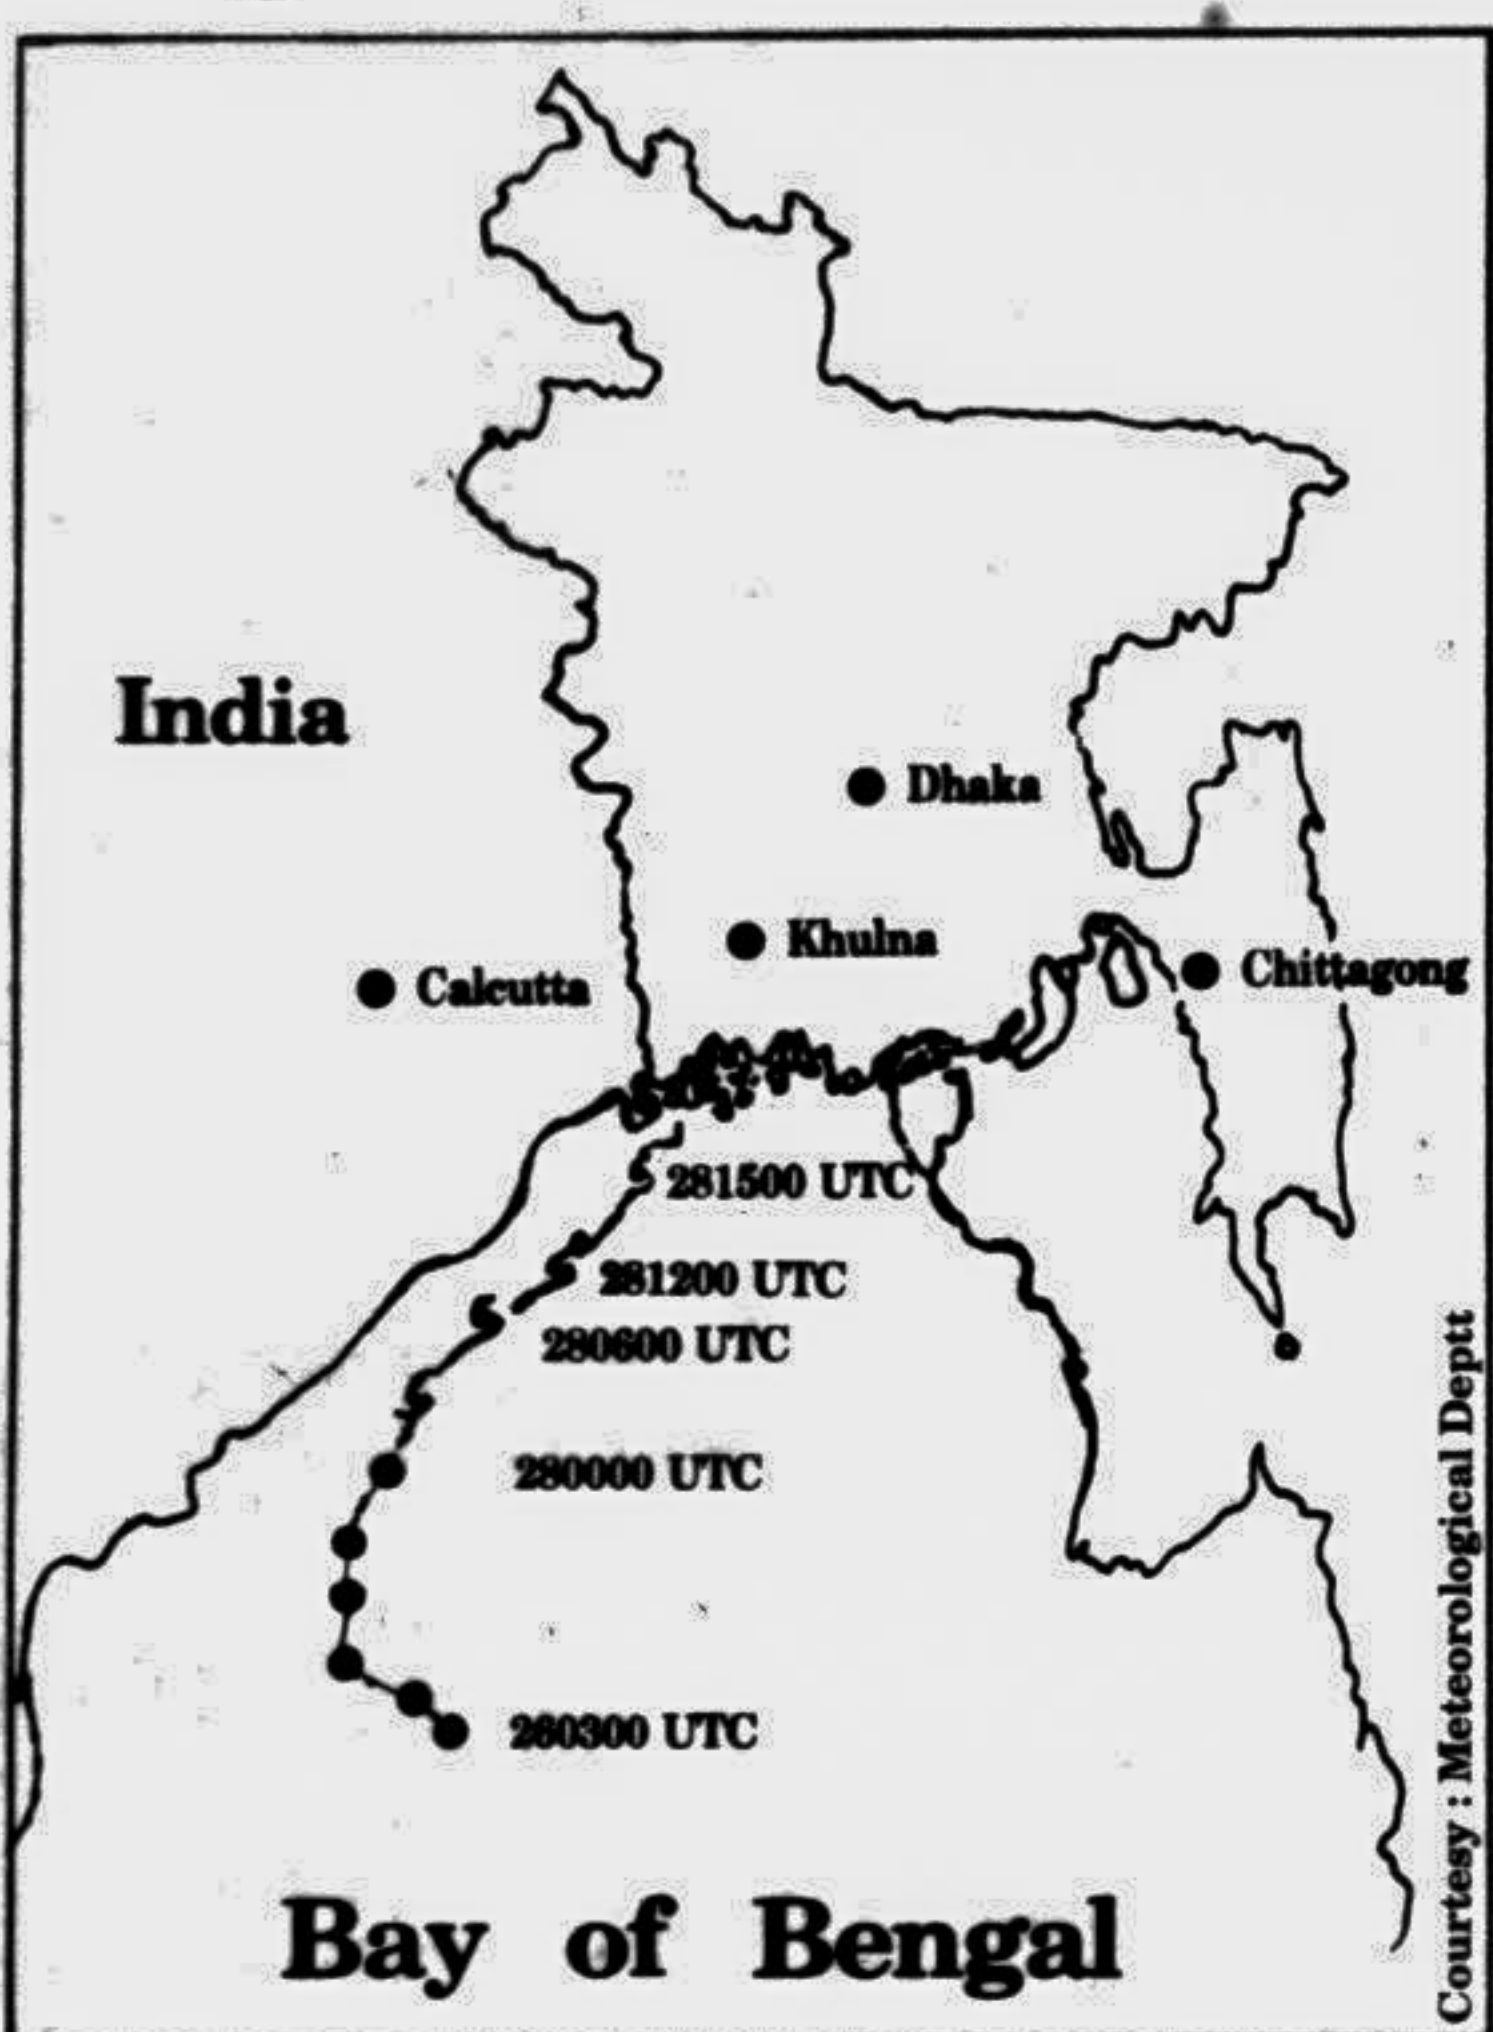 India
Dhaka
Khulna
Calcutta
Chittagong
281500 UTC
281200 UTC
280600 UTC
280000 UTC
260300 UTC
Bay of Bengal
Courtesy : Meteorological Deptt